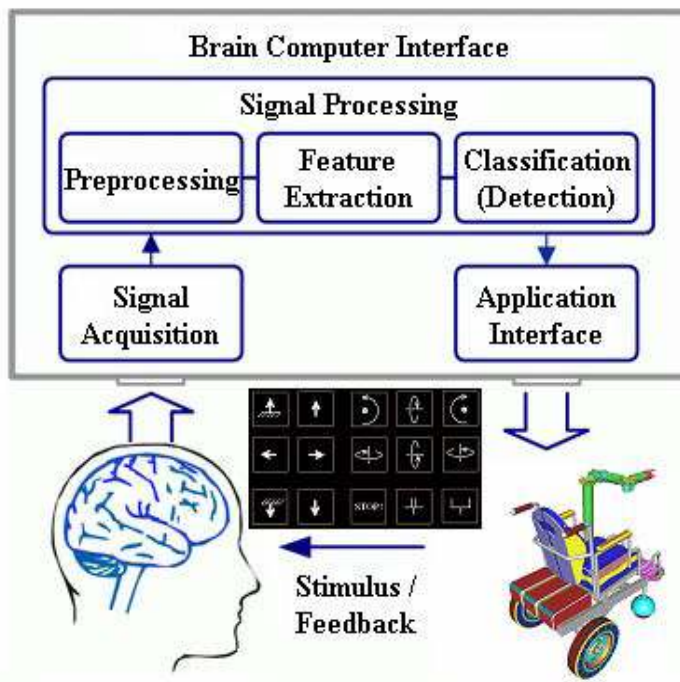 Brain Computer Interface
Signal Processing
Preprocessing
Feature
Extraction
Classification
(Detection)
Signal
Acquisition
Application
Interface
STOP!
Stimulus /
Feedback